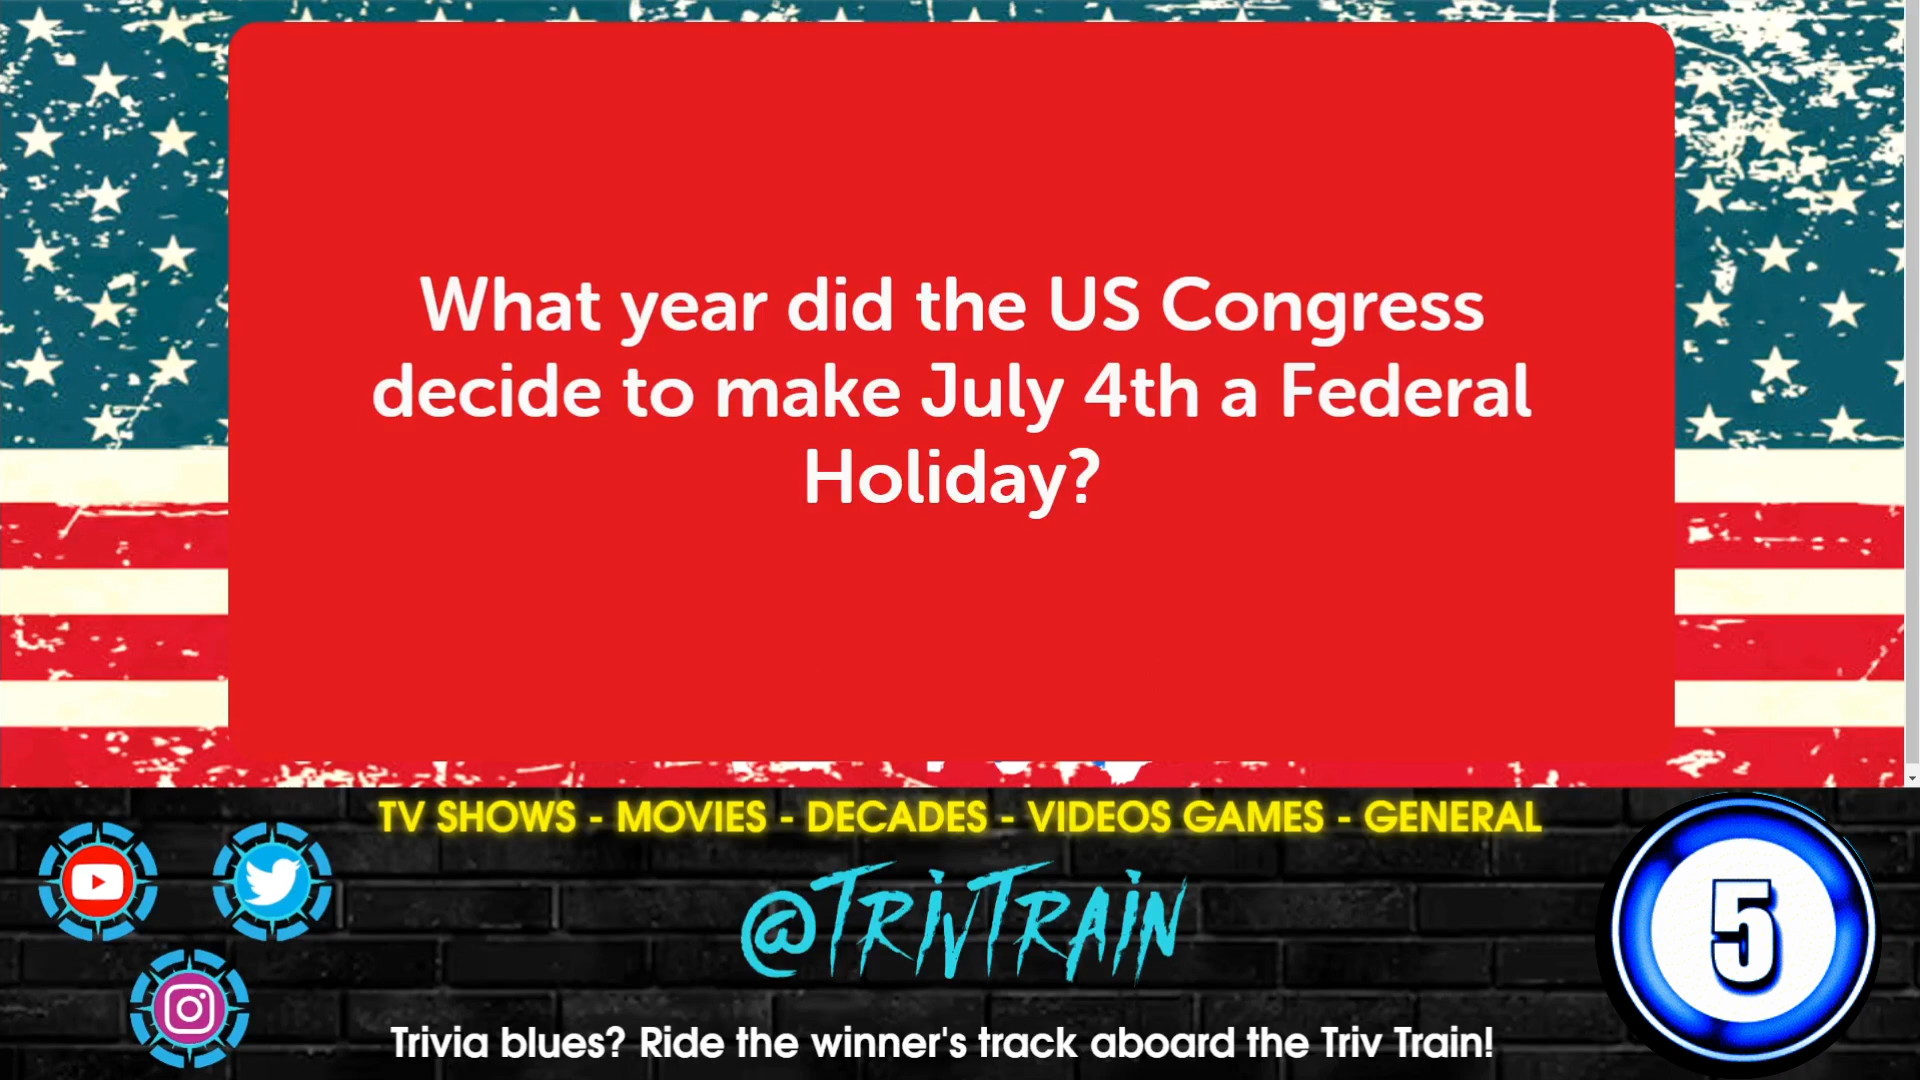 What year did the US Congress
decide to make July 4th a Federal
Holiday?
TV SHOWS - MOVIES - DECADES - VIDEOS GAMES - GENERAL
@TRIVTRAIN
5
Trivia blues? Ride the winner's track aboard the Triv Train!